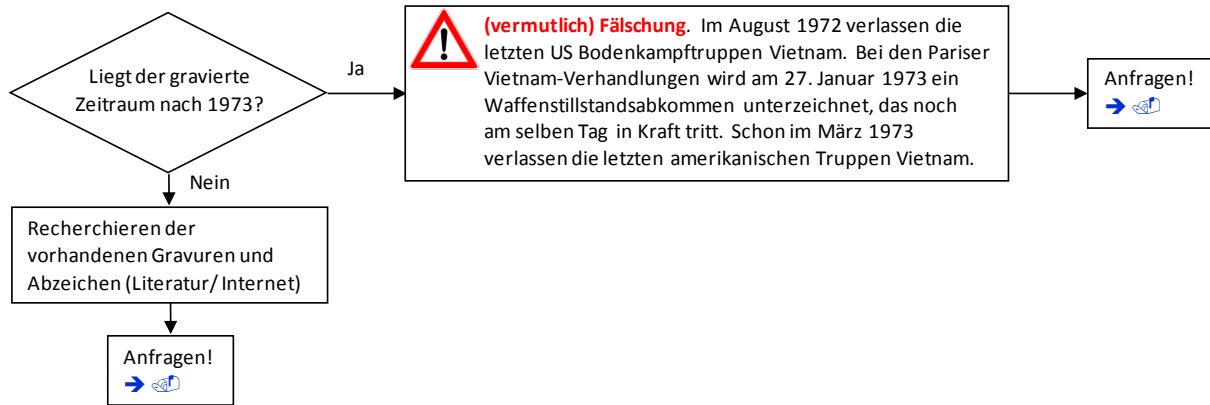 Liegt der gravierte
Zeitraum nach 1973?
Ja
(vermutlich) Fälschung. Im August 1972 verlassen die
letzten US Bodenkampftruppen Vietnam. Bei den Pariser
Vietnam-Verhandlungen wird am 27. Januar 1973 ein
Waffenstillstandsabkommen unterzeichnet, das noch
am selben Tag in Kraft tritt. Schon im März 1973
verlassen die letzten amerikanischen Truppen Vietnam.
Anfragen!
Nein
Recherchieren der
vorhandenen Gravuren und
Abzeichen (Literatur/ Internet)
Anfragen!